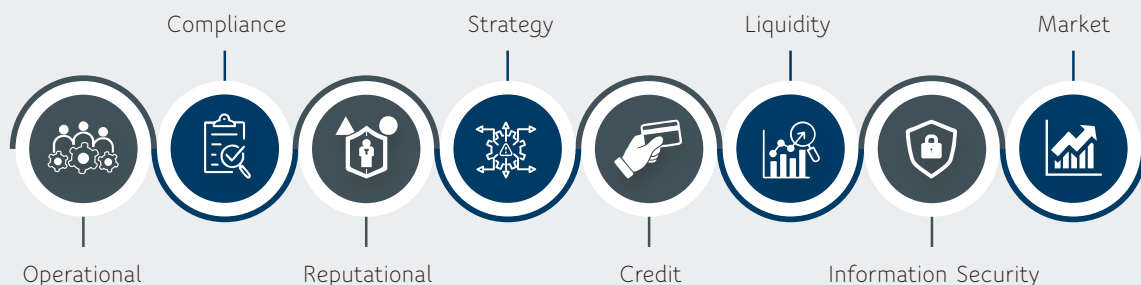 Compliance
Strategy
Liquidity
Market
Operational
Reputational
Credit
Information Security